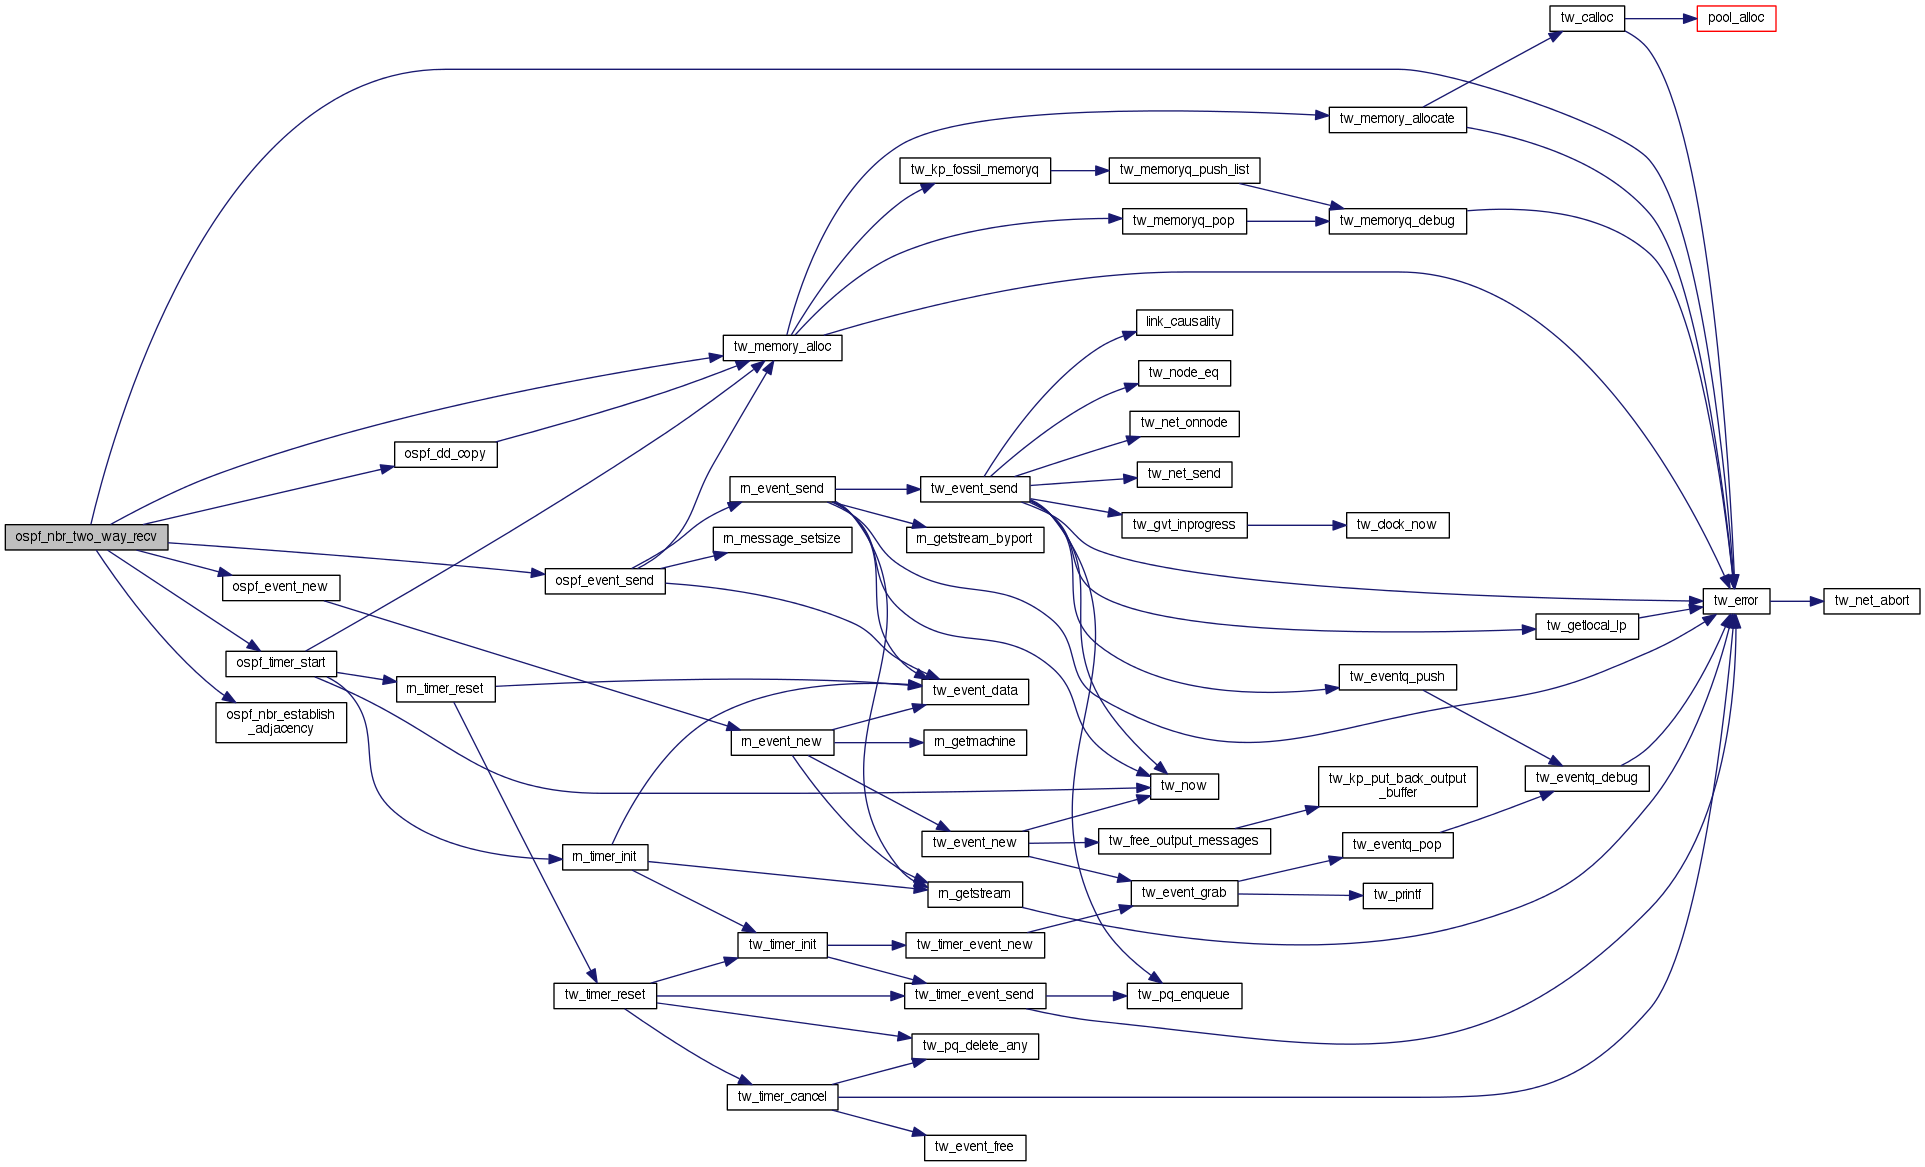 tw_calloc
pool_alloc
tw_memory_allocate
tw_kp_fossil_memoryq
tw_memoryq_push_list
tw_memoryq_pop
tw_memoryq_debug
link_causality
tw_memory_alloc
tw_node_eq
tw_net_onnode
ospf_dd_copy
tw_net_send
rn_event_send
tw_event_send
tw_gvt_inprogress
tw_clock_now
ospf_nbr_two_way_recv
rn_message_setsize
rn_getstream_byport
ospf_event_new
ospf_event_send
tw_error
tw_net_abort
tw_getlocal_lp
ospf_timer_start
rn_timer_reset
tw_event_data
tw_eventq_push
ospf_nbr_establish
_adjacency
rn_event_new
rn_getmachine
tw_now
tw_kp_put_back_output
_buffer
tw_eventq_debug
tw_event_new
tw_free_output_messages
tw_eventq_pop
rn_timer_init
rn_getstream
tw_event_grab
tw_printf
tw_timer_init
tw_timer_event_new
tw_timer_reset
tw_timer_event_send
tw_pq_enqueue
tw_pq_delete_any
tw_timer_cancel
tw_event_free